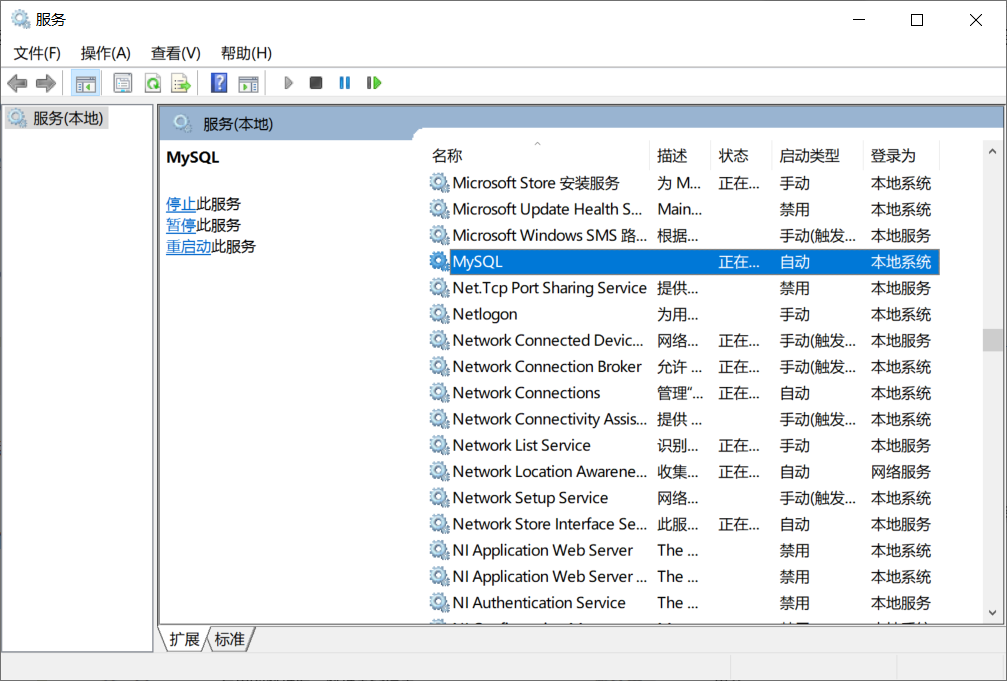 服务
文件(F) 操作(A) 查看(V) 帮助(H)
服务(本地)
服务(本地)
MySQL
停止此服务
暂停此服务
重启动此服务
名称 描述 状态 启动类型 登录为
Microsoft Store 安装服务 为 M... 正在... 手动 本地系统
Microsoft Update Health S... Main... 禁用 本地系统
Microsoft Windows SMS 路... 根据... 手动(触发... 本地服务
MySQL 正在... 自动 本地系统
Net.Tcp Port Sharing Service 提供... 禁用 本地服务
Netlogon 为用... 手动 本地系统
Network Connected Devic... 网络... 正在... 手动(触发... 本地服务
Network Connection Broker 允许 ... 正在... 手动(触发... 本地系统
Network Connections 管理“... 正在... 自动 本地系统
Network Connectivity Assis... 提供 ... 手动(触发... 本地系统
Network List Service 识别... 正在... 手动 本地服务
Network Location Awarene... 收集... 正在... 自动 网络服务
Network Setup Service 网络... 手动(触发... 本地系统
Network Store Interface Se... 此服... 正在... 自动 本地服务
NI Application Web Server The ... 禁用 本地系统
NI Application Web Server ... The ... 禁用 本地系统
NI Authentication Service The ... 禁用 本地服务
扩展 标准